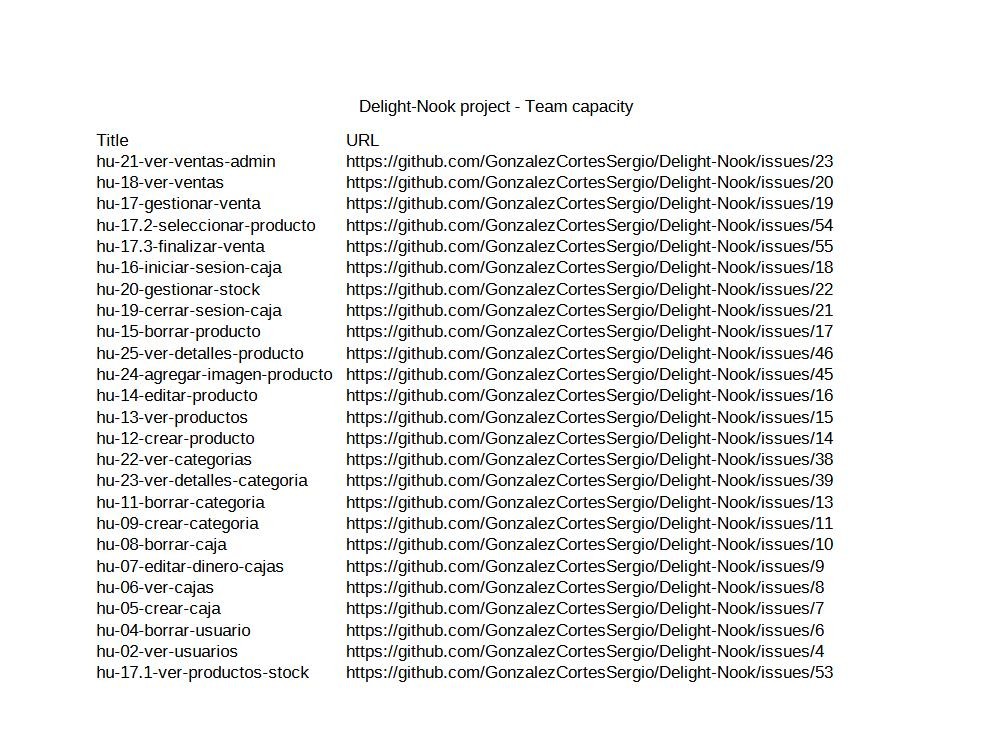 Delight-Nook project - Team capacity
Title URL
hu-21-ver-ventas-admin https://github.com/GonzalezCortesSergio/Delight-Nook/issues/23
hu-18-ver-ventas https://github.com/GonzalezCortesSergio/Delight-Nook/issues/20
hu-17-gestionar-venta https://github.com/GonzalezCortesSergio/Delight-Nook/issues/19
hu-17.2-seleccionar-producto https://github.com/GonzalezCortesSergio/Delight-Nook/issues/54
hu-17.3-finalizar-venta https://github.com/GonzalezCortesSergio/Delight-Nook/issues/55
hu-16-iniciar-sesion-caja https://github.com/GonzalezCortesSergio/Delight-Nook/issues/18
hu-20-gestionar-stock https://github.com/GonzalezCortesSergio/Delight-Nook/issues/22
hu-19-cerrar-sesion-caja https://github.com/GonzalezCortesSergio/Delight-Nook/issues/21
hu-15-borrar-producto https://github.com/GonzalezCortesSergio/Delight-Nook/issues/17
hu-25-ver-detalles-producto https://github.com/GonzalezCortesSergio/Delight-Nook/issues/46
hu-24-agregar-imagen-producto https://github.com/GonzalezCortesSergio/Delight-Nook/issues/45
hu-14-editar-producto https://github.com/GonzalezCortesSergio/Delight-Nook/issues/16
hu-13-ver-productos https://github.com/GonzalezCortesSergio/Delight-Nook/issues/15
hu-12-crear-producto https://github.com/GonzalezCortesSergio/Delight-Nook/issues/14
hu-22-ver-categorias https://github.com/GonzalezCortesSergio/Delight-Nook/issues/38
hu-23-ver-detalles-categoria https://github.com/GonzalezCortesSergio/Delight-Nook/issues/39
hu-11-borrar-categoria https://github.com/GonzalezCortesSergio/Delight-Nook/issues/13
hu-09-crear-categoria https://github.com/GonzalezCortesSergio/Delight-Nook/issues/11
hu-08-borrar-caja https://github.com/GonzalezCortesSergio/Delight-Nook/issues/10
hu-07-editar-dinero-cajas https://github.com/GonzalezCortesSergio/Delight-Nook/issues/9
hu-06-ver-cajas https://github.com/GonzalezCortesSergio/Delight-Nook/issues/8
hu-05-crear-caja https://github.com/GonzalezCortesSergio/Delight-Nook/issues/7
hu-04-borrar-usuario https://github.com/GonzalezCortesSergio/Delight-Nook/issues/6
hu-02-ver-usuarios https://github.com/GonzalezCortesSergio/Delight-Nook/issues/4
hu-17.1-ver-productos-stock https://github.com/GonzalezCortesSergio/Delight-Nook/issues/53